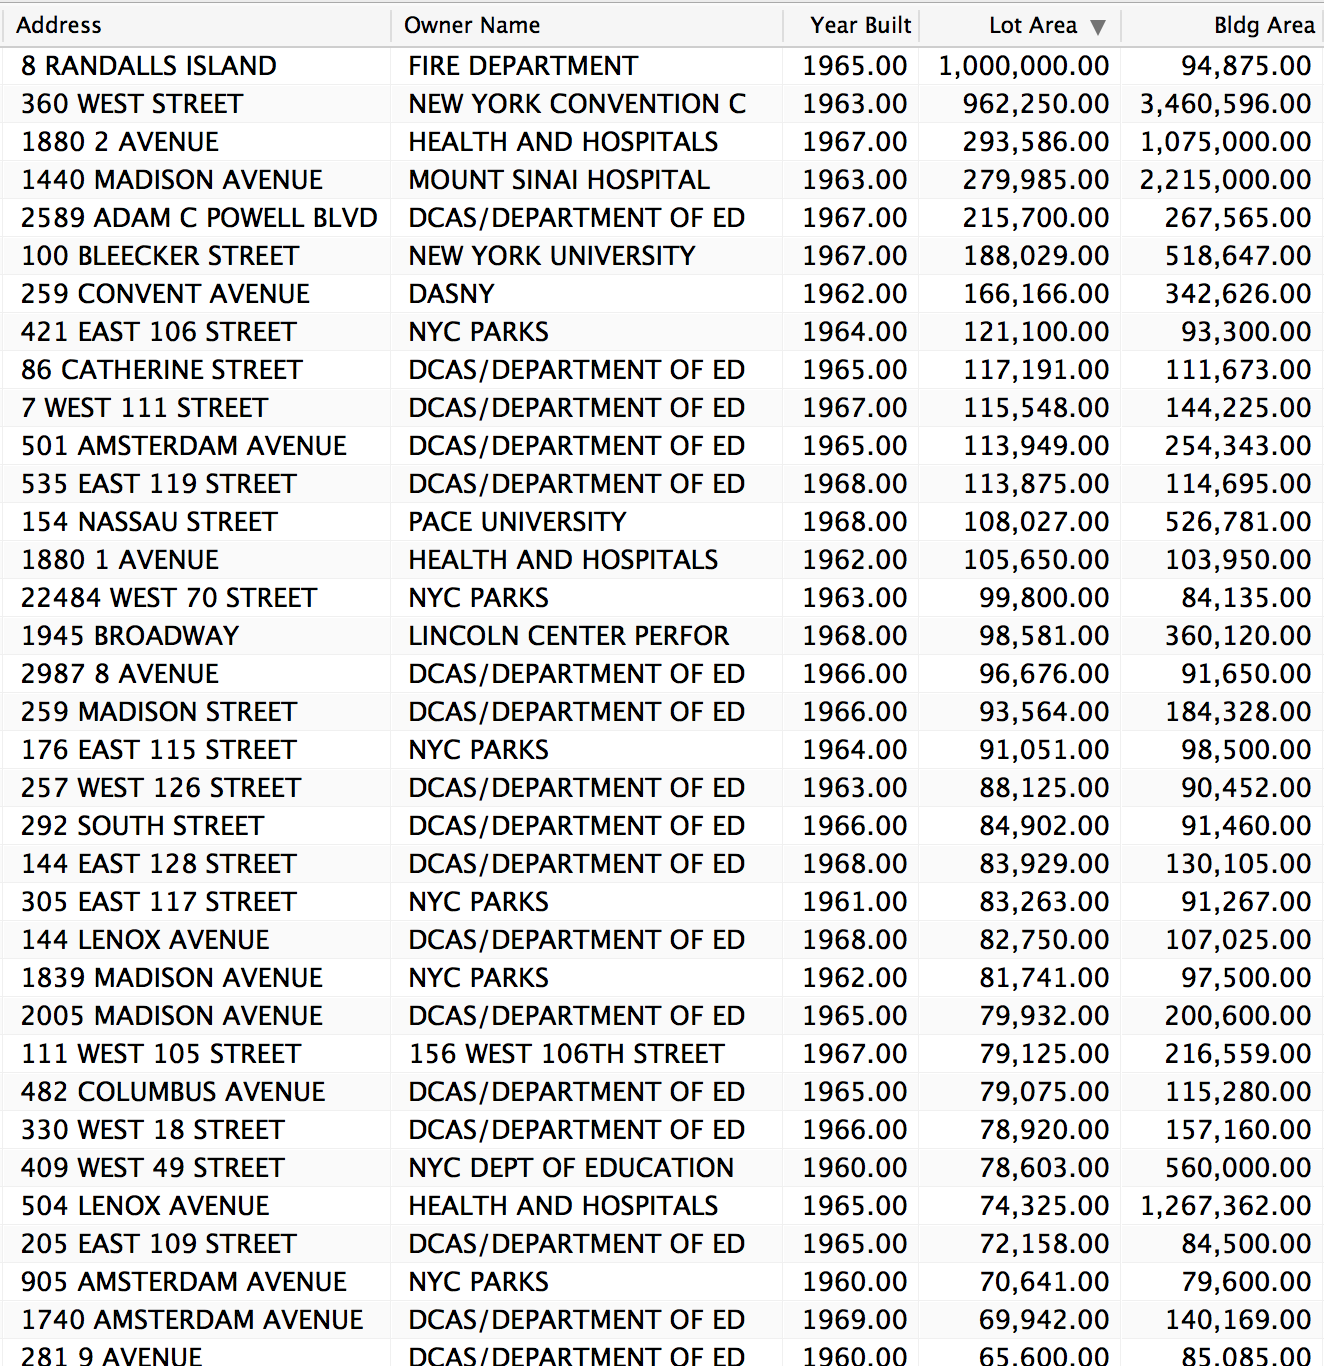 Address Owner Name Year Built Lot Area ▼ Bldg Area
8 RANDALLS ISLAND FIRE DEPARTMENT 1965.00 1,000,000.00 94,875.00
360 WEST STREET NEW YORK CONVENTION C 1963.00 962,250.00 3,460,596.00
1880 2 AVENUE HEALTH AND HOSPITALS 1967.00 293,586.00 1,075,000.00
1440 MADISON AVENUE MOUNT SINAI HOSPITAL 1963.00 279,985.00 2,215,000.00
2589 ADAM C POWELL BLVD DCAS/DEPARTMENT OF ED 1967.00 215,700.00 267,565.00
100 BLEECKER STREET NEW YORK UNIVERSITY 1967.00 188,029.00 518,647.00
259 CONVENT AVENUE DASNY 1962.00 166,166.00 342,626.00
421 EAST 106 STREET NYC PARKS 1964.00 121,100.00 93,300.00
86 CATHERINE STREET DCAS/DEPARTMENT OF ED 1965.00 117,191.00 111,673.00
7 WEST 111 STREET DCAS/DEPARTMENT OF ED 1967.00 115,548.00 144,225.00
501 AMSTERDAM AVENUE DCAS/DEPARTMENT OF ED 1965.00 113,949.00 254,343.00
535 EAST 119 STREET DCAS/DEPARTMENT OF ED 1968.00 113,875.00 114,695.00
154 NASSAU STREET PACE UNIVERSITY 1968.00 108,027.00 526,781.00
1880 1 AVENUE HEALTH AND HOSPITALS 1962.00 105,650.00 103,950.00
22484 WEST 70 STREET NYC PARKS 1963.00 99,800.00 84,135.00
1945 BROADWAY LINCOLN CENTER PERFOR 1968.00 98,581.00 360,120.00
2987 8 AVENUE DCAS/DEPARTMENT OF ED 1966.00 96,676.00 91,650.00
259 MADISON STREET DCAS/DEPARTMENT OF ED 1966.00 93,564.00 184,328.00
176 EAST 115 STREET NYC PARKS 1964.00 91,051.00 98,500.00
257 WEST 126 STREET DCAS/DEPARTMENT OF ED 1963.00 88,125.00 90,452.00
292 SOUTH STREET DCAS/DEPARTMENT OF ED 1966.00 84,902.00 91,460.00
144 EAST 128 STREET DCAS/DEPARTMENT OF ED 1968.00 83,929.00 130,105.00
305 EAST 117 STREET NYC PARKS 1961.00 83,263.00 91,267.00
144 LENOX AVENUE DCAS/DEPARTMENT OF ED 1968.00 82,750.00 107,025.00
1839 MADISON AVENUE NYC PARKS 1962.00 81,741.00 97,500.00
2005 MADISON AVENUE DCAS/DEPARTMENT OF ED 1965.00 79,932.00 200,600.00
111 WEST 105 STREET 156 WEST 106TH STREET 1967.00 79,125.00 216,559.00
482 COLUMBUS AVENUE DCAS/DEPARTMENT OF ED 1965.00 79,075.00 115,280.00
330 WEST 18 STREET DCAS/DEPARTMENT OF ED 1966.00 78,920.00 157,160.00
409 WEST 49 STREET NYC DEPT OF EDUCATION 1960.00 78,603.00 560,000.00
504 LENOX AVENUE HEALTH AND HOSPITALS 1965.00 74,325.00 1,267,362.00
205 EAST 109 STREET DCAS/DEPARTMENT OF ED 1965.00 72,158.00 84,500.00
905 AMSTERDAM AVENUE NYC PARKS 1960.00 70,641.00 79,600.00
1740 AMSTERDAM AVENUE DCAS/DEPARTMENT OF ED 1969.00 69,942.00 140,169.00
281 9 AVENUE DCAS/DEPARTMENT OF ED 1960.00 65,600.00 85,085.00